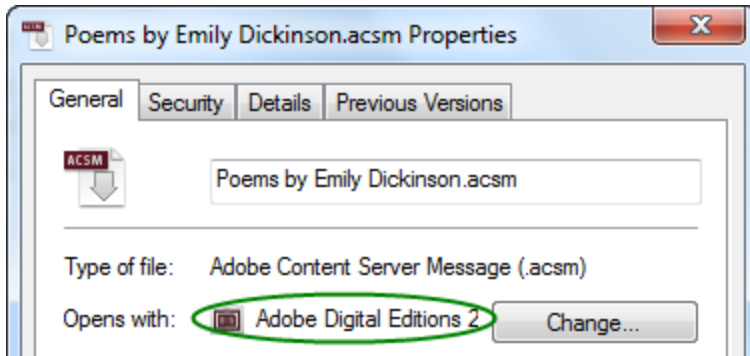 Poems by Emily Dickinson.acsm Properties
X
General Security Details Previous Versions
ACSM
Poems by Emily Dickinson.acsm
Type of file: Adobe Content Server Message (.acsm)
Opens with: Adobe Digital Editions 2 Change...